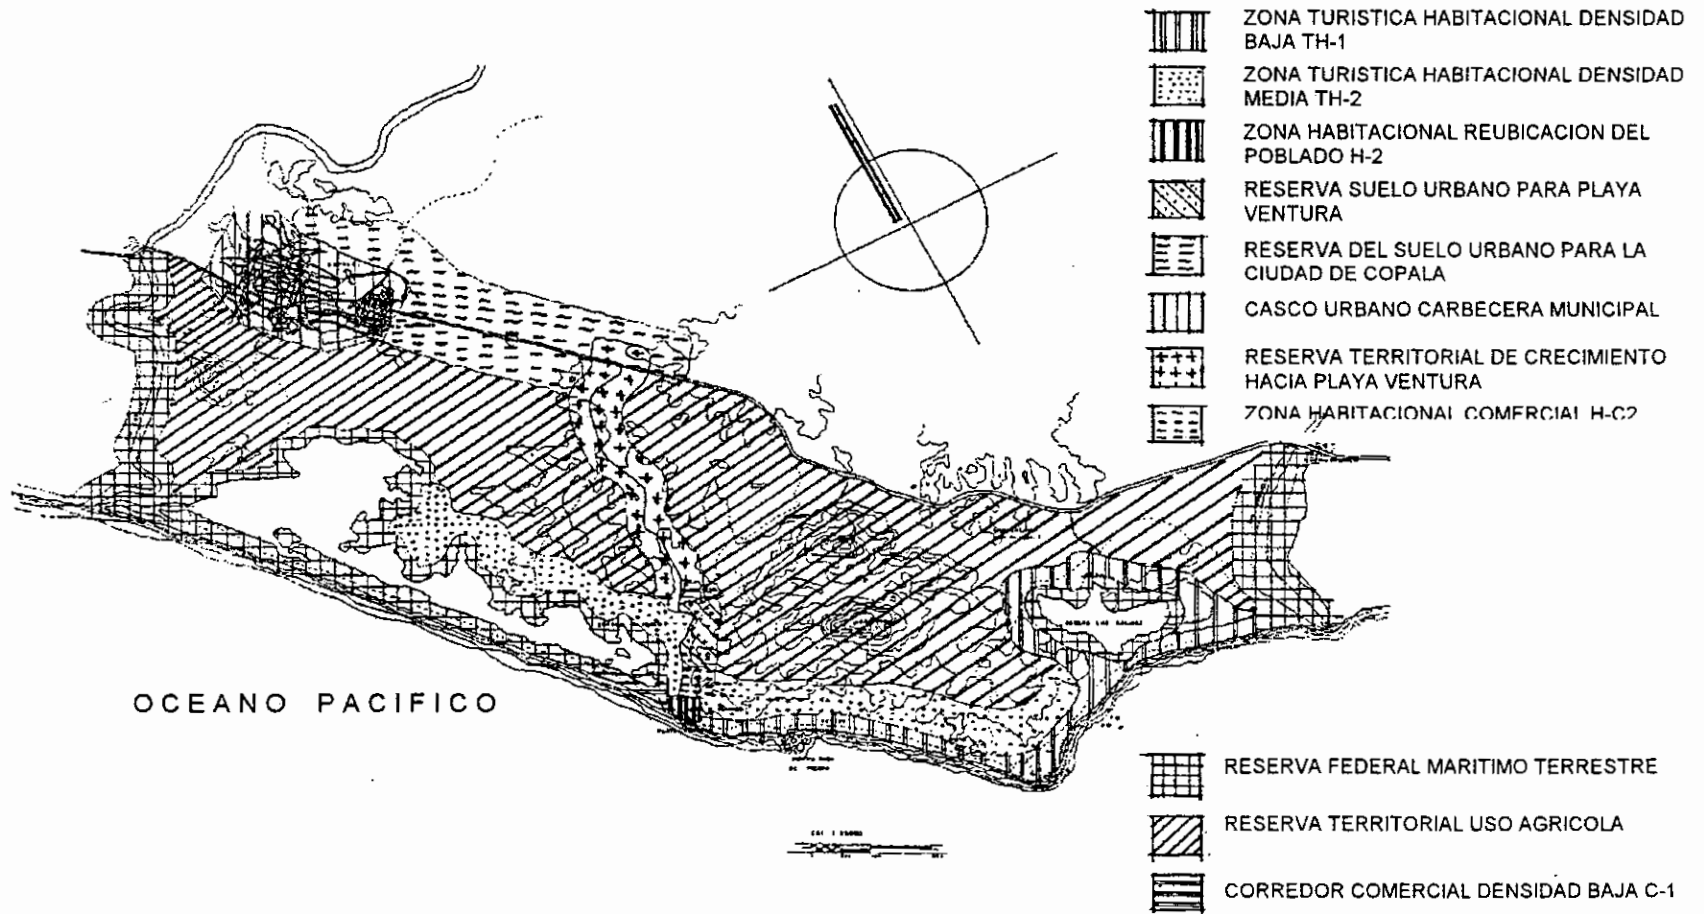 ZONA TURISTICA HABITACIONAL DENSIDAD
BAJA TH-1
ZONA TURISTICA HABITACIONAL DENSIDAD
MEDIA TH-2
ZONA HABITACIONAL REUBICACION DEL
POBLADO H-2
RESERVA SUELO URBANO PARA PLAYA
VENTURA
RESERVA DEL SUELO URBANO PARA LA
CIUDAD DE COPALA
CASCO URBANO CARBECERA MUNICIPAL
RESERVA TERRITORIAL DE CRECIMIENTO
HACIA PLAYA VENTURA
ZONA HABITACIONAL COMERCIAL H-C2
OCEANO PACIFICO
RESERVA FEDERAL MARITIMO TERRESTRE
RESERVA TERRITORIAL USO AGRICOLA
CORREDOR COMERCIAL DENSIDAD BAJA C-1